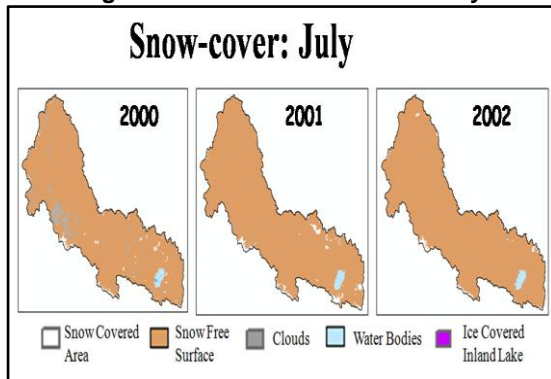 Snow-cover: July
2000 2001 2002
Snow Covered Area
Snow Free Surface
Clouds
Water Bodies
Ice Covered Inland Lake